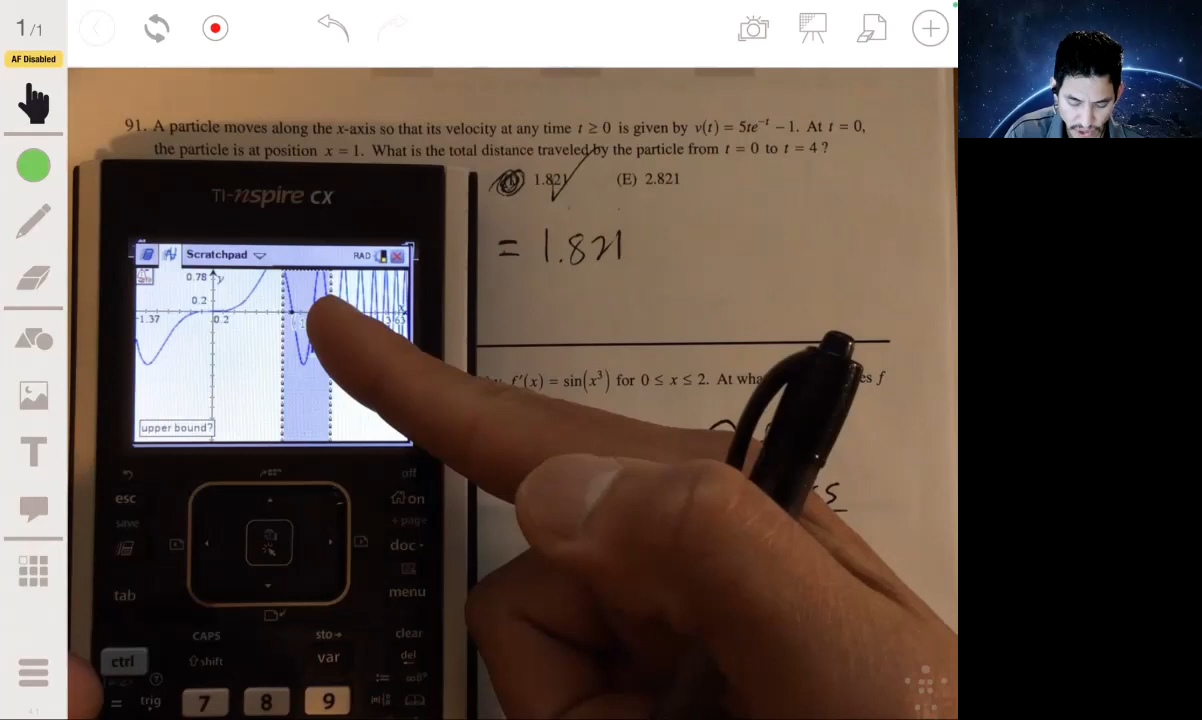 1/1
AF Disabled
91. A particle moves along the x-axis so that its velocity at any time t ≥ 0 is given by v(t) = 5te⁻ᵗ − 1. At t = 0,
the particle is at position x = 1. What is the total distance traveled by the particle from t = 0 to t = 4 ?
1.821 (E) 2.821
= 1.821
f′(x) = sin(x³) for 0 ≤ x ≤ 2. At es f
TI-nspire CX
Scratchpad RAD
0.78 y
0.2
-1.37 0.2
upper bound?
esc off
save on
+ page
doc
tab menu
CAPS sto→ clear
ctrl shift var del
= trig 7 8 9
T